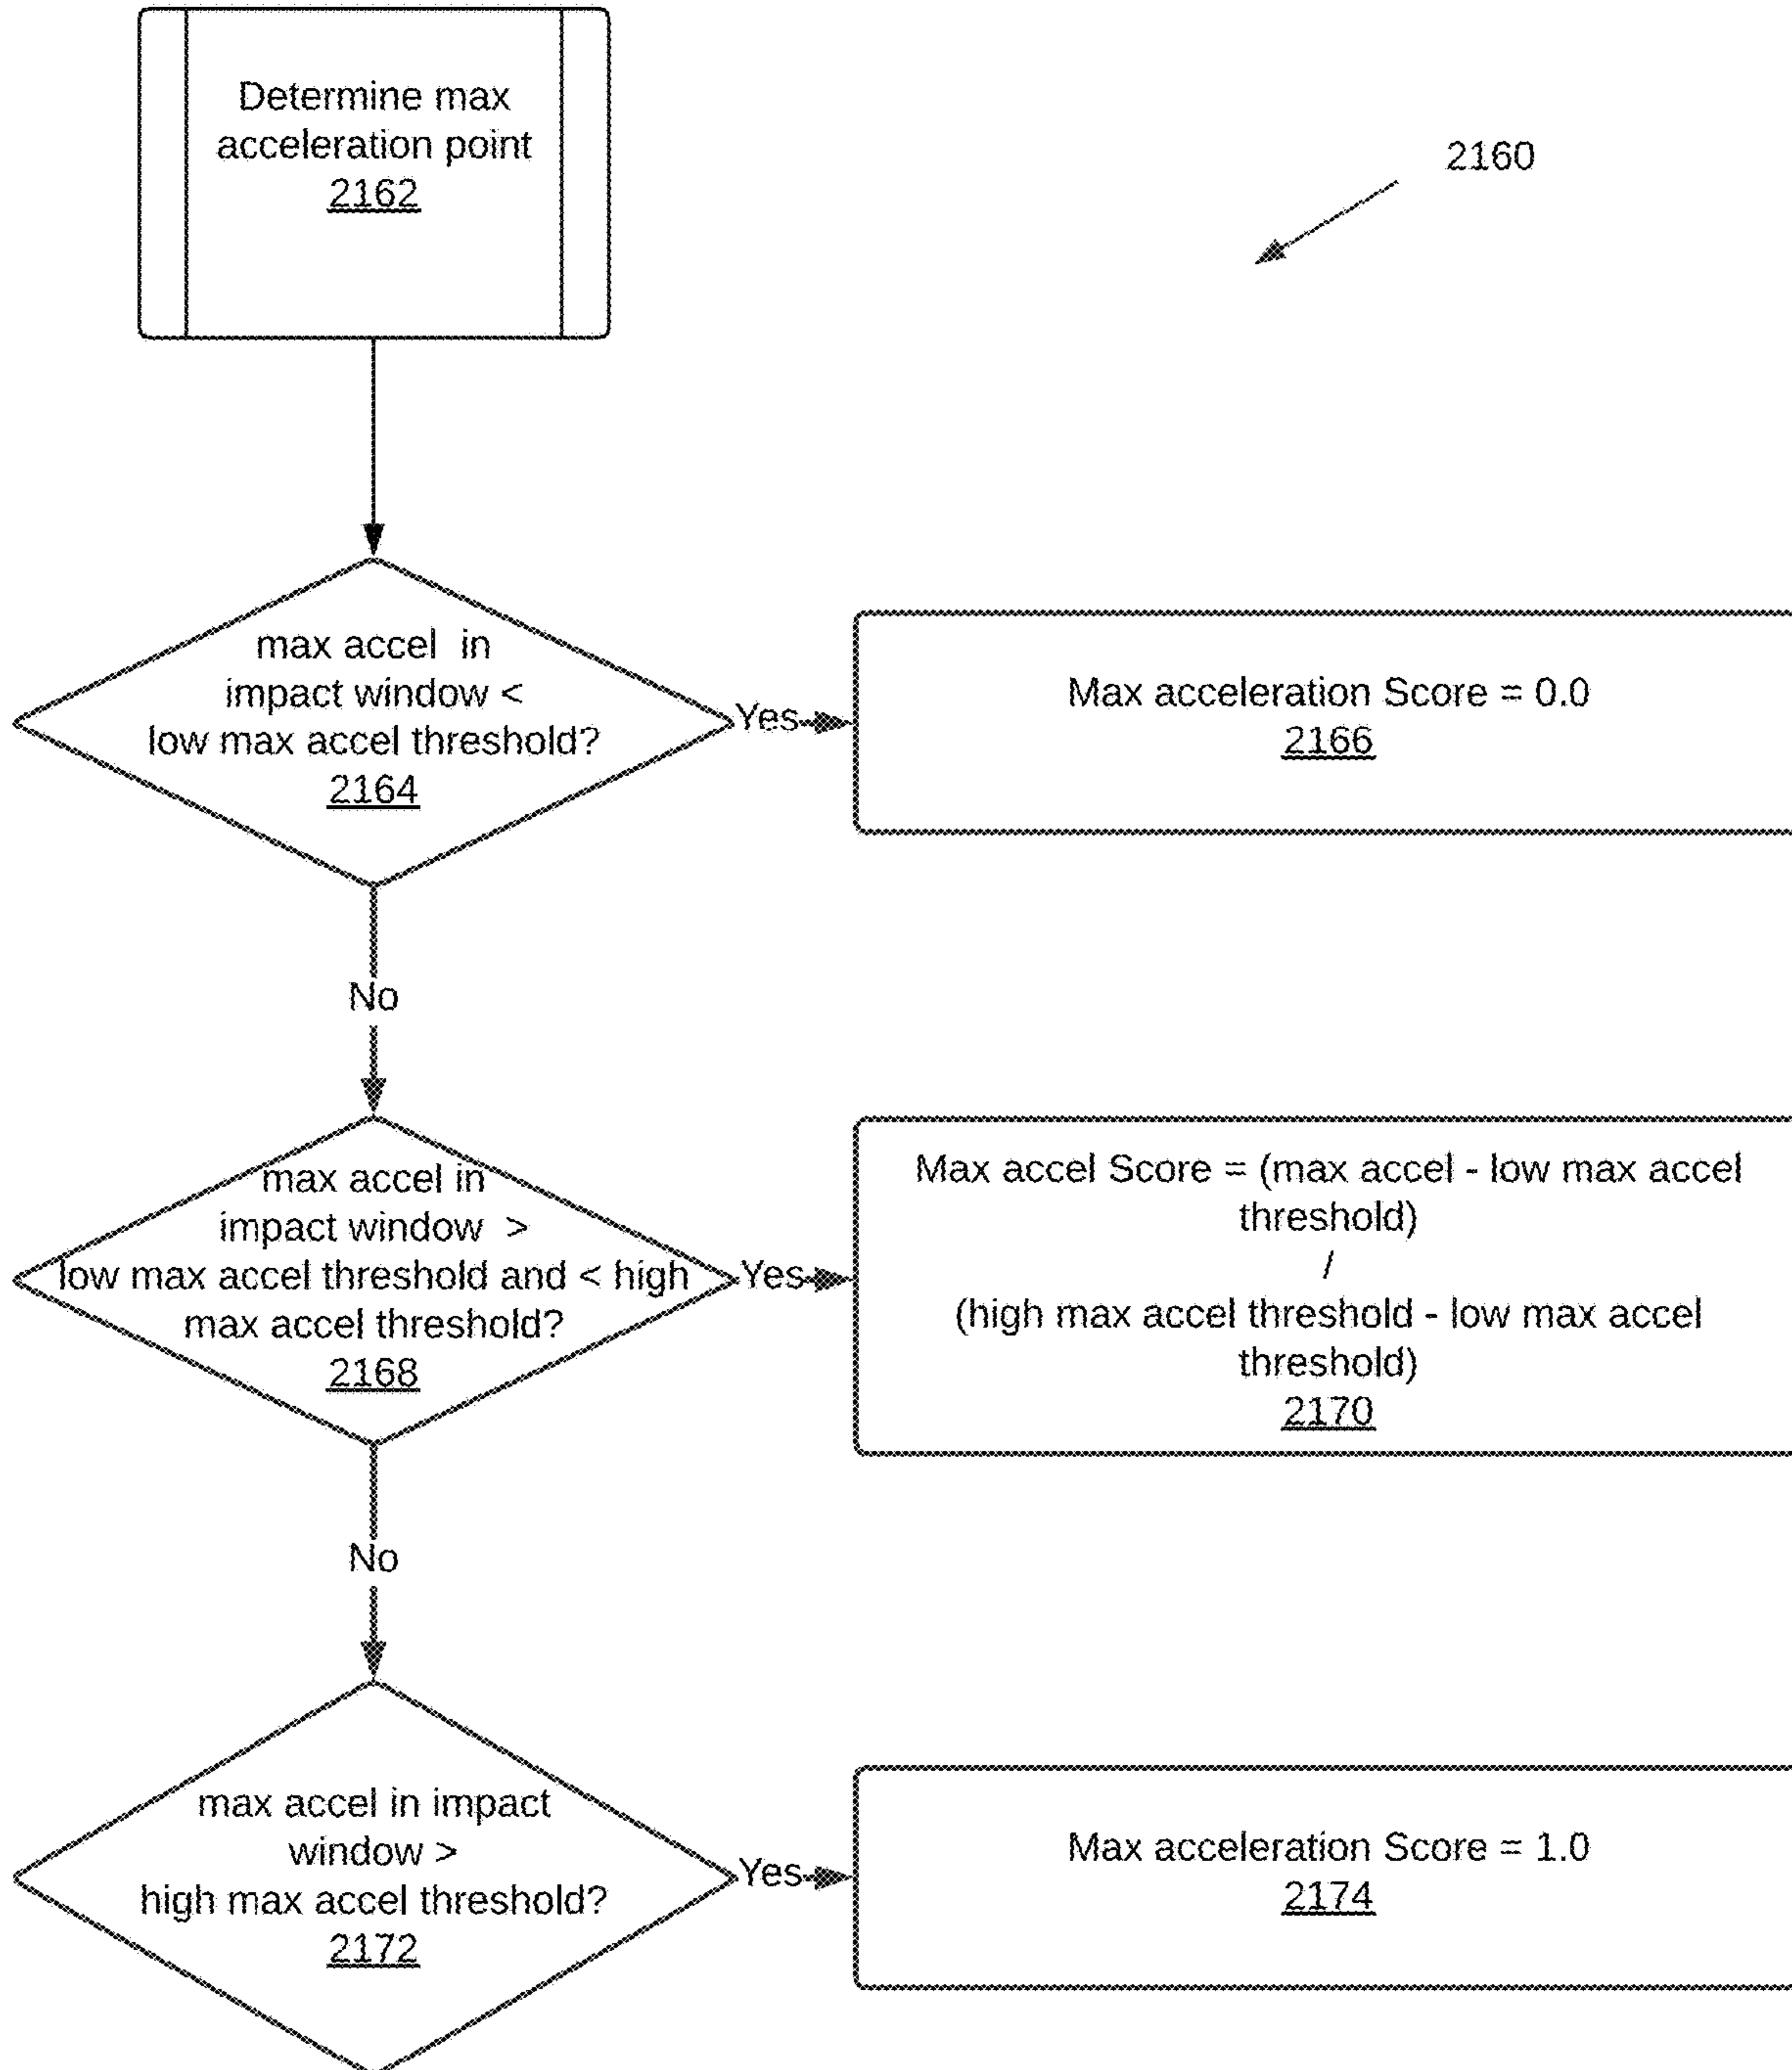 Determine max
acceleration point
2162
2160
max accel in
impact window <
low max accel threshold?
2164
Yes
Max acceleration Score = 0.0
2166
No
max accel in
impact window >
low max accel threshold and < high
max accel threshold?
2168
Yes
Max accel Score = (max accel - low max accel
threshold)
/
(high max accel threshold - low max accel
threshold)
2170
No
max accel in impact
window >
high max accel threshold?
2172
Yes
Max acceleration Score = 1.0
2174